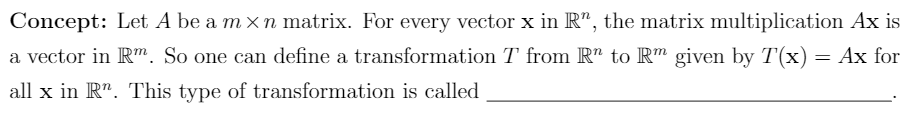 Concept: Let A be a m × n matrix. For every vector x in ℝⁿ, the matrix multiplication Ax is
a vector in ℝᵐ. So one can define a transformation T from ℝⁿ to ℝᵐ given by T(x) = Ax for
all x in ℝⁿ. This type of transformation is called ______________________________.